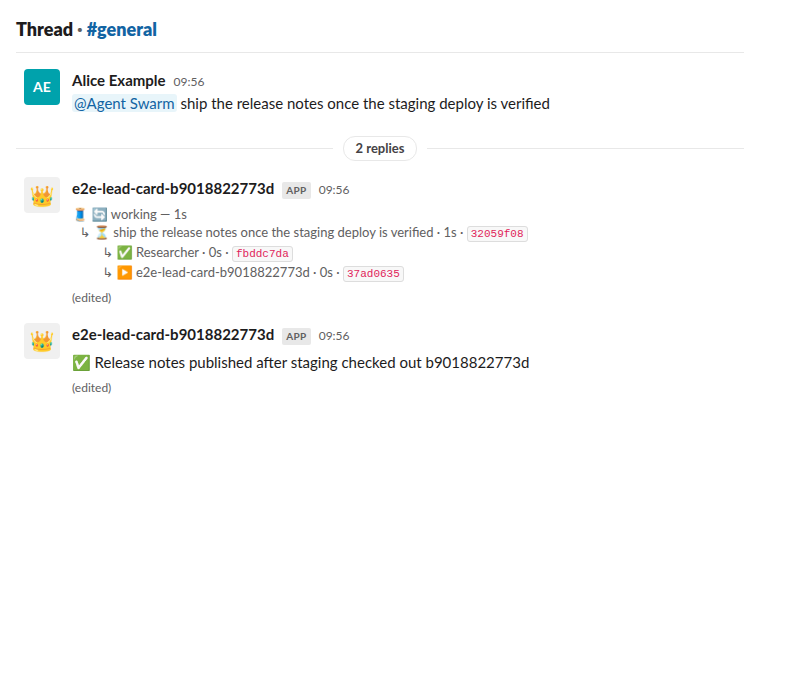 Thread • #general
AE
Alice Example 09:56
@Agent Swarm ship the release notes once the staging deploy is verified
2 replies
e2e-lead-card-b9018822773d APP 09:56
🧵 🔄 working — 1s
↳ ⏳ ship the release notes once the staging deploy is verified · 1s · 32059f08
↳ ✅ Researcher · 0s · fbddc7da
↳ ▶️ e2e-lead-card-b9018822773d · 0s · 37ad0635
(edited)
e2e-lead-card-b9018822773d APP 09:56
✅ Release notes published after staging checked out b9018822773d
(edited)